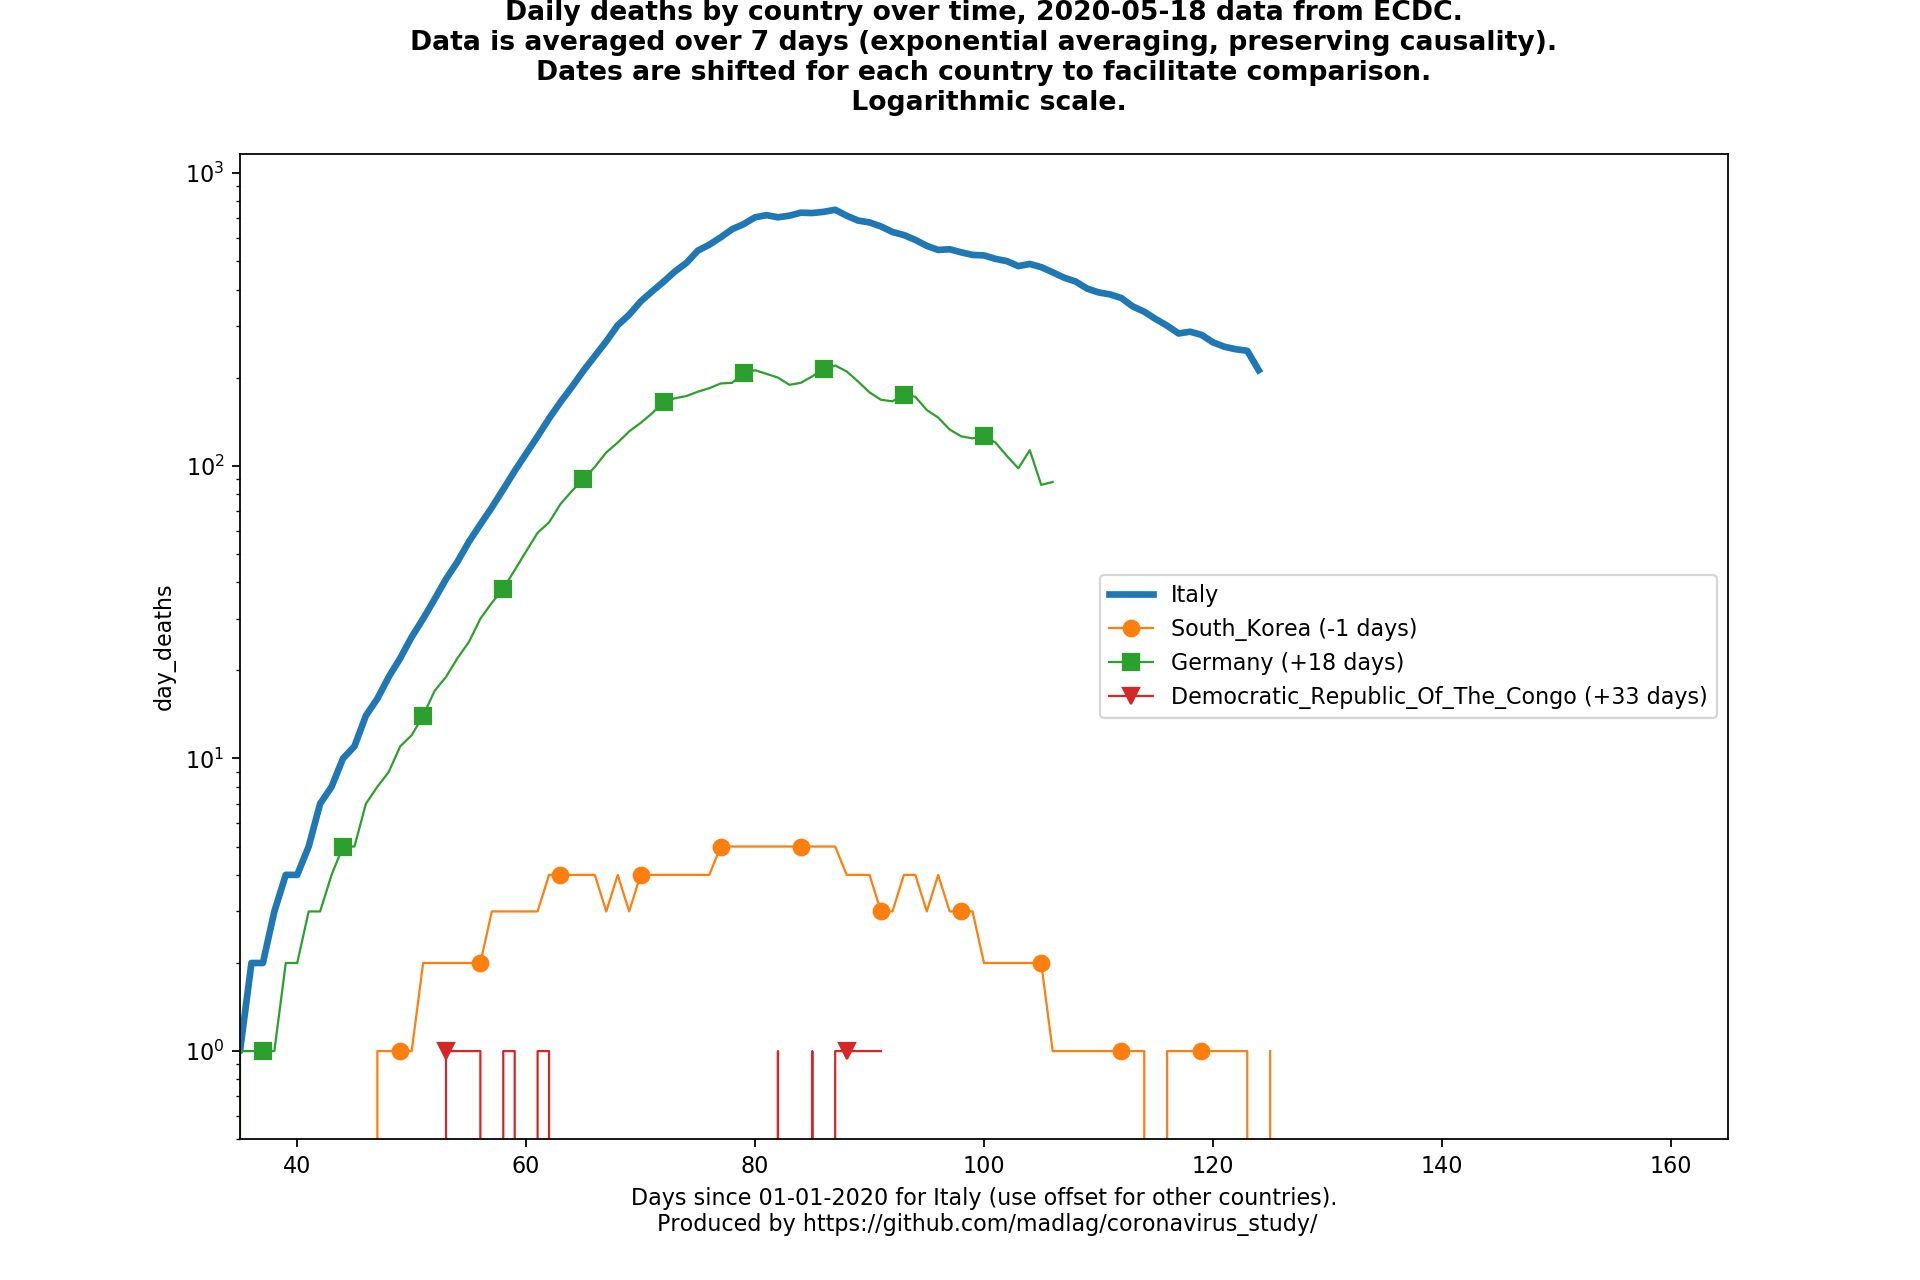 Daily deaths by country over time, 2020-05-18 data from ECDC.
Data is averaged over 7 days (exponential averaging, preserving causality).
Dates are shifted for each country to facilitate comparison.
Logarithmic scale.
10³
10²
10¹
10⁰
day_deaths
Italy
South_Korea (-1 days)
Germany (+18 days)
Democratic_Republic_Of_The_Congo (+33 days)
40 60 80 100 120 140 160
Days since 01-01-2020 for Italy (use offset for other countries).
Produced by https://github.com/madlag/coronavirus_study/